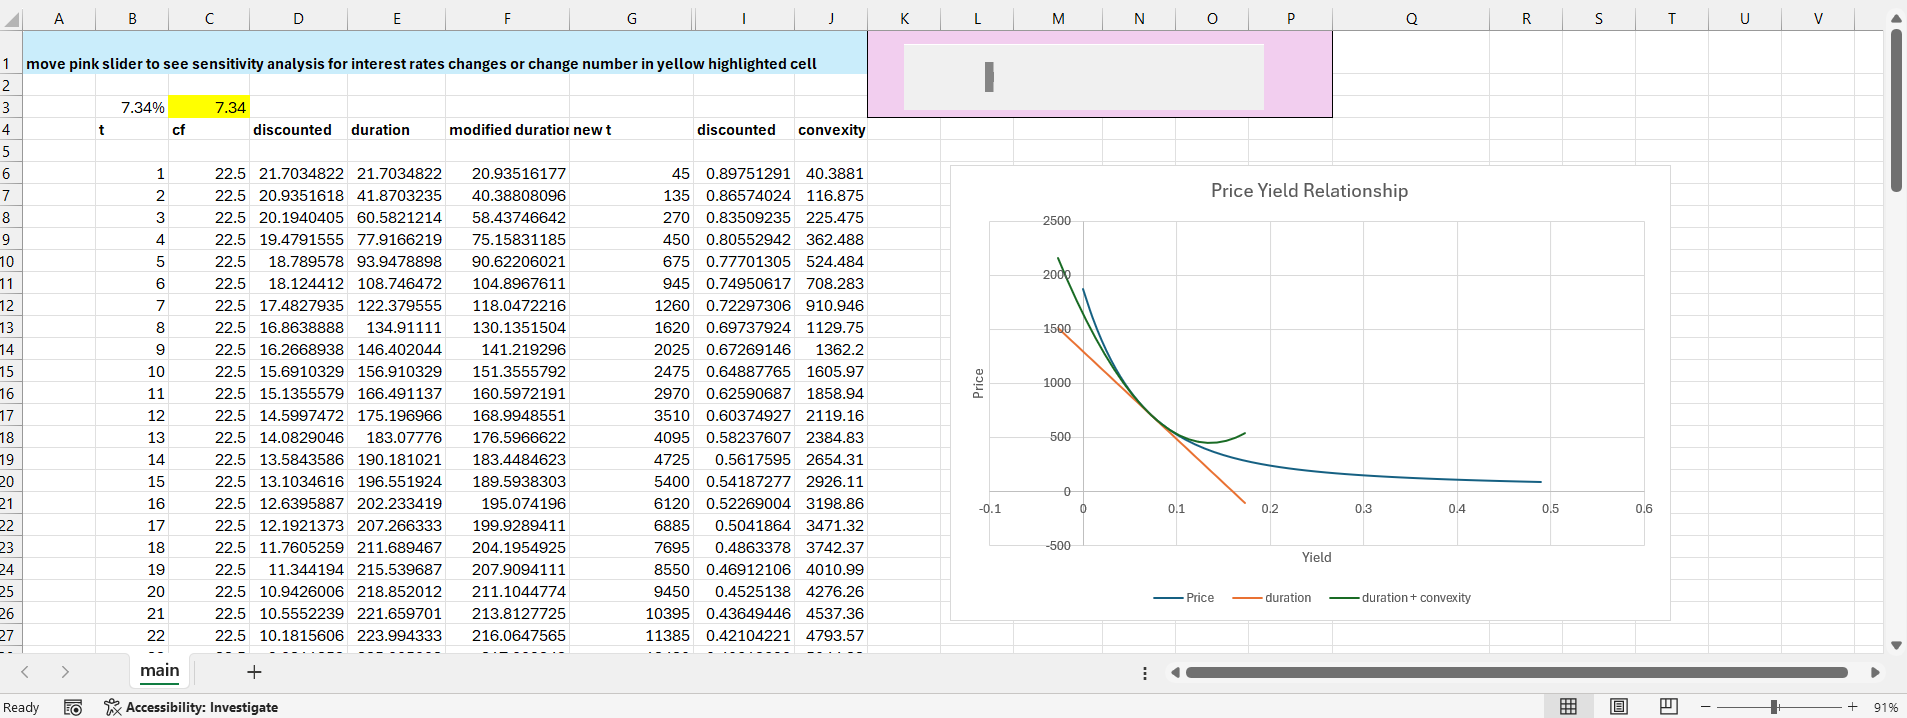 A B C D E F G I J K L M N O P Q R S T U V
1 move pink slider to see sensitivity analysis for interest rates changes or change number in yellow highlighted cell
2
3 7.34% 7.34
4 t cf discounted duration modified duration new t discounted convexity
5
6 1 22.5 21.7034822 21.7034822 20.93516177 45 0.89751291 40.3881
7 2 22.5 20.9351618 41.8703235 40.38808096 135 0.86574024 116.875
8 3 22.5 20.1940405 60.5821214 58.43746642 270 0.83509235 225.475
9 4 22.5 19.4791555 77.9166219 75.15831185 450 0.80552942 362.488
10 5 22.5 18.789578 93.9478898 90.62206021 675 0.77701305 524.484
11 6 22.5 18.124412 108.746472 104.8967611 945 0.74950617 708.283
12 7 22.5 17.4827935 122.379555 118.0472216 1260 0.72297306 910.946
13 8 22.5 16.8638888 134.91111 130.1351504 1620 0.69737924 1129.75
14 9 22.5 16.2668938 146.402044 141.219296 2025 0.67269146 1362.2
15 10 22.5 15.6910329 156.910329 151.3555792 2475 0.64887765 1605.97
16 11 22.5 15.1355579 166.491137 160.5972191 2970 0.62590687 1858.94
17 12 22.5 14.5997472 175.196966 168.9948551 3510 0.60374927 2119.16
18 13 22.5 14.0829046 183.07776 176.5966622 4095 0.58237607 2384.83
19 14 22.5 13.5843586 190.181021 183.4484623 4725 0.5617595 2654.31
20 15 22.5 13.1034616 196.551924 189.5938303 5400 0.54187277 2926.11
21 16 22.5 12.6395887 202.233419 195.074196 6120 0.52269004 3198.86
22 17 22.5 12.1921373 207.266333 199.9289411 6885 0.5041864 3471.32
23 18 22.5 11.7605259 211.689467 204.1954925 7695 0.4863378 3742.37
24 19 22.5 11.344194 215.539687 207.9094111 8550 0.46912106 4010.99
25 20 22.5 10.9426006 218.852012 211.1044774 9450 0.4525138 4276.26
26 21 22.5 10.5552239 221.659701 213.8127725 10395 0.43649446 4537.36
27 22 22.5 10.1815606 223.994333 216.0647565 11385 0.42104221 4793.57
Price Yield Relationship
2500
2000
1500
1000
500
0
-500
Price
-0.1 0 0.1 0.2 0.3 0.4 0.5 0.6
Yield
Price duration duration + convexity
main
Ready Accessibility: Investigate 91%